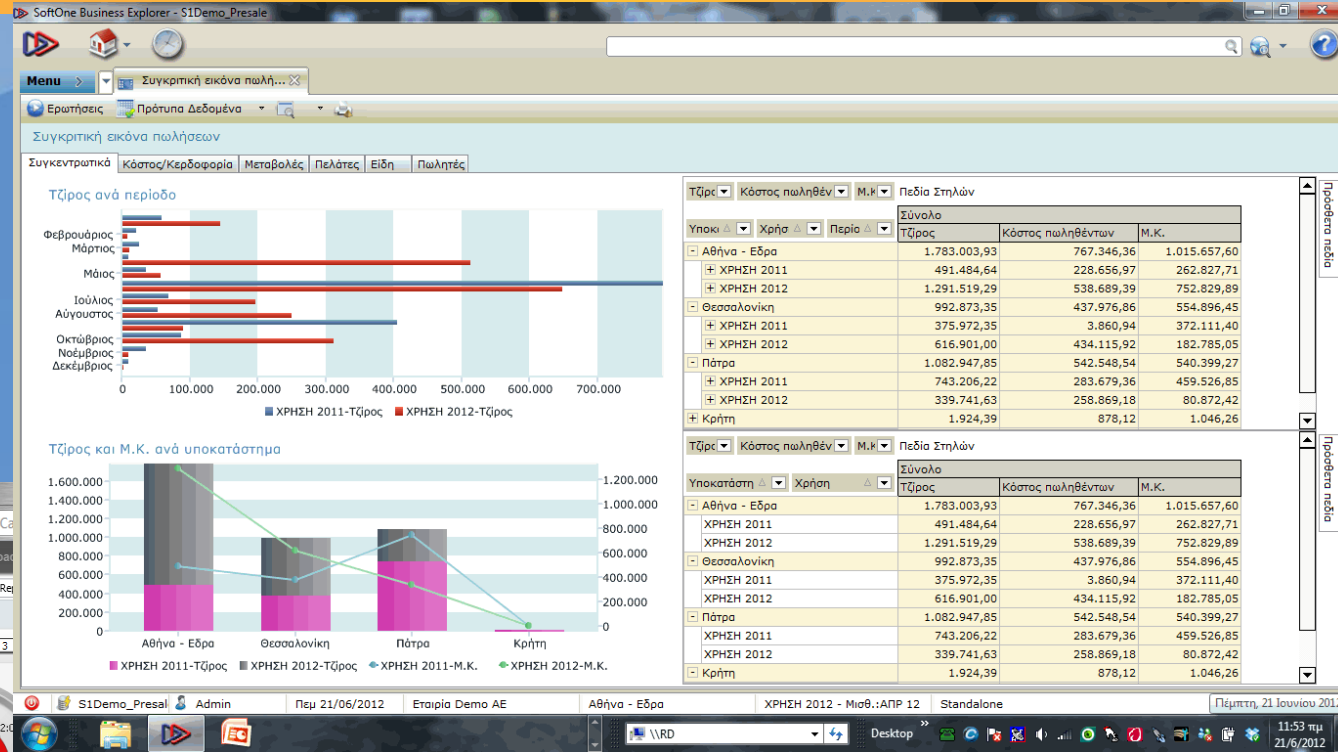 SoftOne Business Explorer - S1Demo_Presale
Menu
Συγκριτική εικόνα πωλή...
Ερωτήσεις Πρότυπα Δεδομένα
Συγκριτική εικόνα πωλήσεων
Συγκεντρωτικά Κόστος/Κερδοφορία Μεταβολές Πελάτες Είδη Πωλητές
Τζίρος ανά περίοδο
Φεβρουάριος
Μάρτιος
Μάιος
Ιούλιος
Αύγουστος
Οκτώβριος
Νοέμβριος
Δεκέμβριος
0 100.000 200.000 300.000 400.000 500.000 600.000 700.000
ΧΡΗΣΗ 2011-Τζίρος ΧΡΗΣΗ 2012-Τζίρος
Τζίρος και Μ.Κ. ανά υποκατάστημα
1.600.000
1.400.000
1.200.000
1.000.000
800.000
600.000
400.000
200.000
0
1.200.000
1.000.000
800.000
600.000
400.000
200.000
0
Αθήνα - Εδρα Θεσσαλονίκη Πάτρα Κρήτη
ΧΡΗΣΗ 2011-Τζίρος ΧΡΗΣΗ 2012-Τζίρος ΧΡΗΣΗ 2011-Μ.Κ. ΧΡΗΣΗ 2012-Μ.Κ.
Τζίρς Κόστος πωληθέν Μ.Κ Πεδία Στηλών
Πρόσθετα πεδία
Σύνολο
Υποκι Χρήσ Περίο Τζίρος Κόστος πωληθέντων Μ.Κ.
Αθήνα - Εδρα 1.783.003,93 767.346,36 1.015.657,60
ΧΡΗΣΗ 2011 491.484,64 228.656,97 262.827,71
ΧΡΗΣΗ 2012 1.291.519,29 538.689,39 752.829,89
Θεσσαλονίκη 992.873,35 437.976,86 554.896,45
ΧΡΗΣΗ 2011 375.972,35 3.860,94 372.111,40
ΧΡΗΣΗ 2012 616.901,00 434.115,92 182.785,05
Πάτρα 1.082.947,85 542.548,54 540.399,27
ΧΡΗΣΗ 2011 743.206,22 283.679,36 459.526,85
ΧΡΗΣΗ 2012 339.741,63 258.869,18 80.872,42
Κρήτη 1.924,39 878,12 1.046,26
Τζίρς Κόστος πωληθέν Μ.Κ Πεδία Στηλών
Πρόσθετα πεδία
Σύνολο
Υποκατάστη Χρήση Τζίρος Κόστος πωληθέντων Μ.Κ.
Αθήνα - Εδρα 1.783.003,93 767.346,36 1.015.657,60
ΧΡΗΣΗ 2011 491.484,64 228.656,97 262.827,71
ΧΡΗΣΗ 2012 1.291.519,29 538.689,39 752.829,89
Θεσσαλονίκη 992.873,35 437.976,86 554.896,45
ΧΡΗΣΗ 2011 375.972,35 3.860,94 372.111,40
ΧΡΗΣΗ 2012 616.901,00 434.115,92 182.785,05
Πάτρα 1.082.947,85 542.548,54 540.399,27
ΧΡΗΣΗ 2011 743.206,22 283.679,36 459.526,85
ΧΡΗΣΗ 2012 339.741,63 258.869,18 80.872,42
Κρήτη 1.924,39 878,12 1.046,26
S1Demo_Presal Admin Πεμ 21/06/2012 Εταιρία Demo AE Αθήνα - Εδρα ΧΡΗΣΗ 2012 - Μισθ.:ΑΠΡ 12 Standalone
Πέμπτη, 21 Ιουνίου 2012
\\RD Desktop 11:53 πμ
21/6/2012